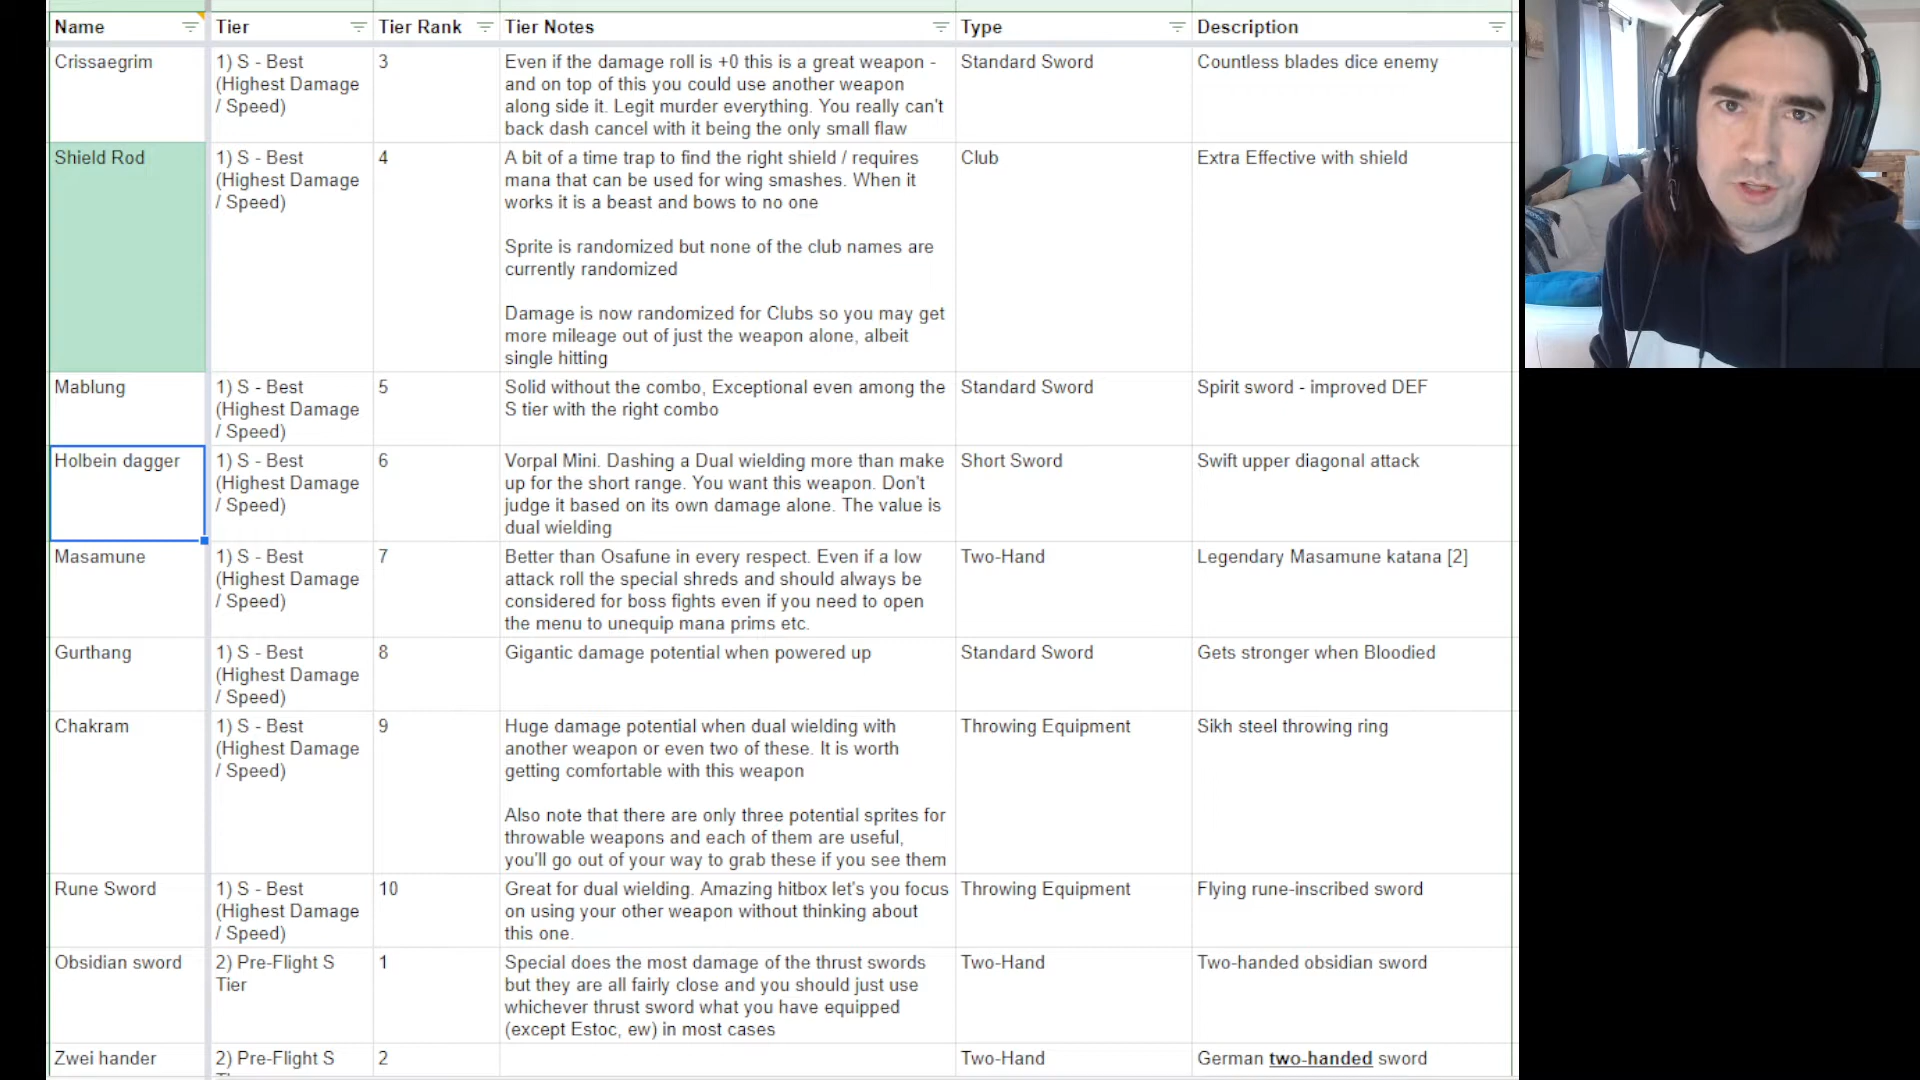 Name Tier Tier Rank Tier Notes Type Description
Crissaegrim 1) S - Best 3 Even if the damage roll is +0 this is a great weapon - Standard Sword Countless blades dice enemy
(Highest Damage and on top of this you could use another weapon
/ Speed) along side it. Legit murder everything. You really can't
back dash cancel with it being the only small flaw
Shield Rod 1) S - Best 4 A bit of a time trap to find the right shield / requires Club Extra Effective with shield
(Highest Damage mana that can be used for wing smashes. When it
/ Speed) works it is a beast and bows to no one
Sprite is randomized but none of the club names are
currently randomized
Damage is now randomized for Clubs so you may get
more mileage out of just the weapon alone, albeit
single hitting
Mablung 1) S - Best 5 Solid without the combo, Exceptional even among the Standard Sword Spirit sword - improved DEF
(Highest Damage S tier with the right combo
/ Speed)
Holbein dagger 1) S - Best 6 Vorpal Mini. Dashing a Dual wielding more than make Short Sword Swift upper diagonal attack
(Highest Damage up for the short range. You want this weapon. Don't
/ Speed) judge it based on its own damage alone. The value is
dual wielding
Masamune 1) S - Best 7 Better than Osafune in every respect. Even if a low Two-Hand Legendary Masamune katana [2]
(Highest Damage attack roll the special shreds and should always be
/ Speed) considered for boss fights even if you need to open
the menu to unequip mana prims etc.
Gurthang 1) S - Best 8 Gigantic damage potential when powered up Standard Sword Gets stronger when Bloodied
(Highest Damage
/ Speed)
Chakram 1) S - Best 9 Huge damage potential when dual wielding with Throwing Equipment Sikh steel throwing ring
(Highest Damage another weapon or even two of these. It is worth
/ Speed) getting comfortable with this weapon
Also note that there are only three potential sprites for
throwable weapons and each of them are useful,
you'll go out of your way to grab these if you see them
Rune Sword 1) S - Best 10 Great for dual wielding. Amazing hitbox let's you focus Throwing Equipment Flying rune-inscribed sword
(Highest Damage on using your other weapon without thinking about
/ Speed) this one.
Obsidian sword 2) Pre-Flight S 1 Special does the most damage of the thrust swords Two-Hand Two-handed obsidian sword
Tier but they are all fairly close and you should just use
whichever thrust sword what you have equipped
(except Estoc, ew) in most cases
Zwei hander 2) Pre-Flight S 2 Two-Hand German two-handed sword